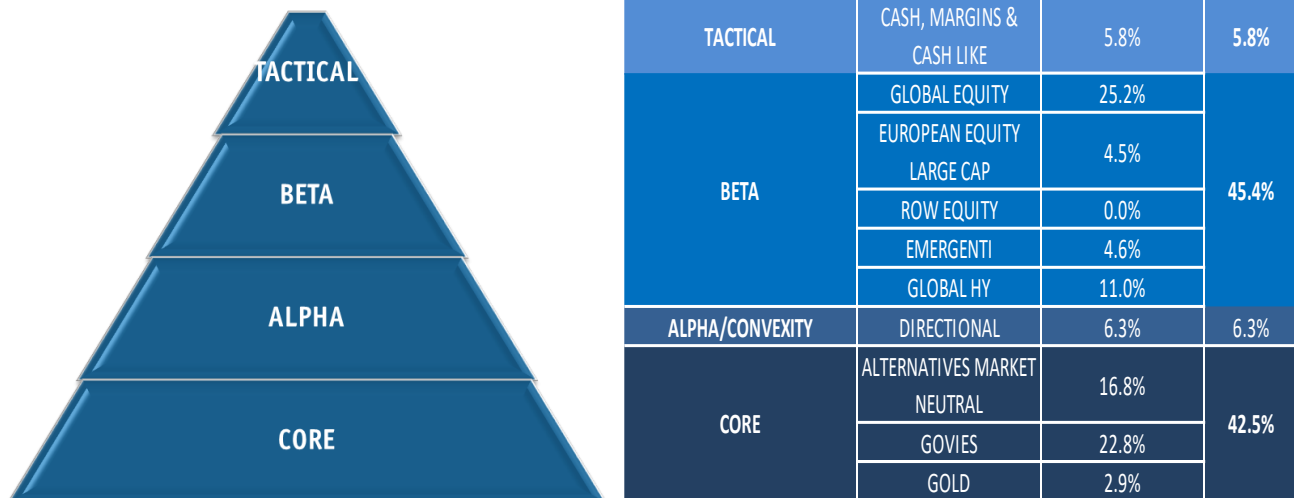 TACTICAL
BETA
ALPHA
CORE
TACTICAL
CASH, MARGINS &
CASH LIKE
5.8%
5.8%
BETA
GLOBAL EQUITY
25.2%
EUROPEAN EQUITY
LARGE CAP
4.5%
ROW EQUITY
0.0%
EMERGENTI
4.6%
GLOBAL HY
11.0%
45.4%
ALPHA/CONVEXITY
DIRECTIONAL
6.3%
6.3%
CORE
ALTERNATIVES MARKET
NEUTRAL
16.8%
GOVIES
22.8%
GOLD
2.9%
42.5%